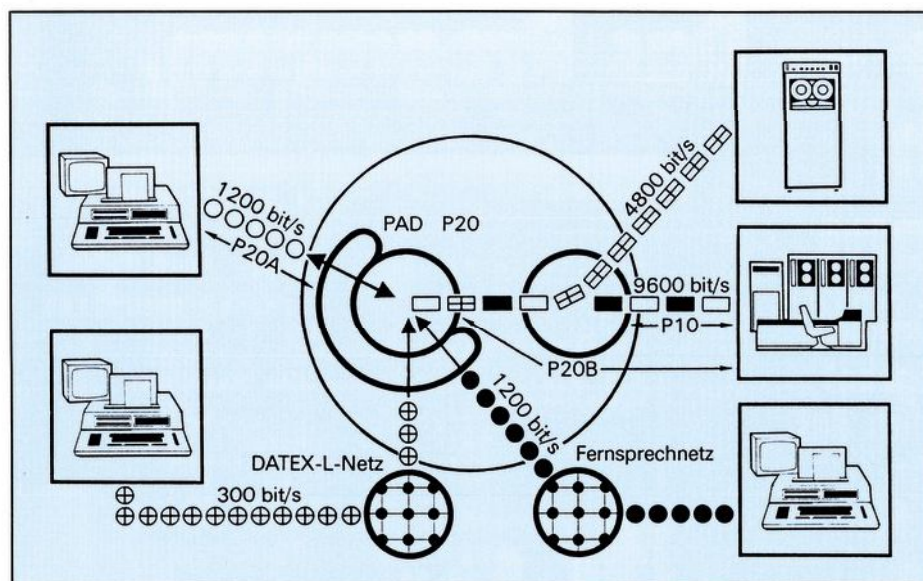 4800 bit/s
1200 bit/s
PAD P20
P20A
9600 bit/s
P10
P20B
1200 bit/s
DATEX-L-Netz
Fernsprechnetz
300 bit/s